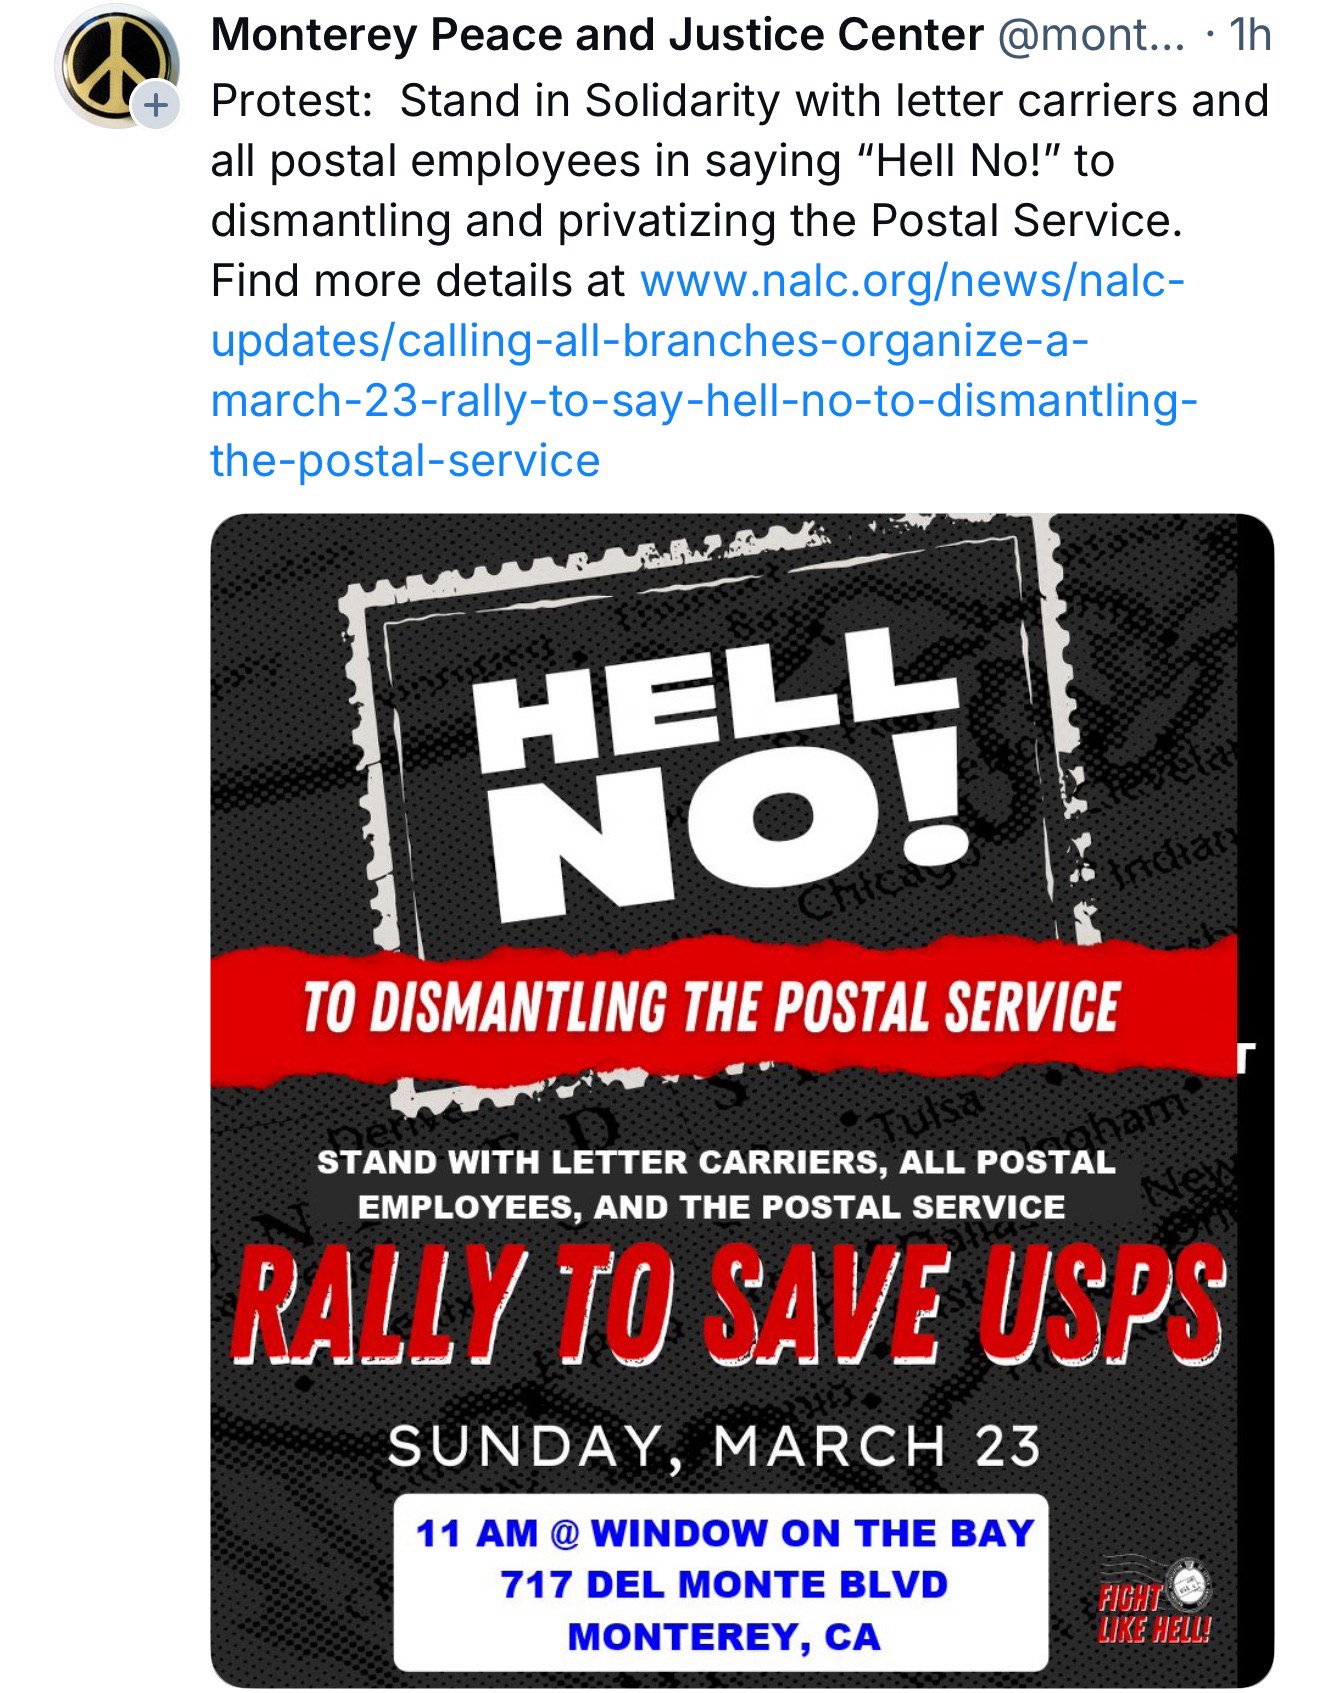 Monterey Peace and Justice Center @mont... · 1h
Protest:  Stand in Solidarity with letter carriers and
all postal employees in saying “Hell No!” to
dismantling and privatizing the Postal Service.
Find more details at www.nalc.org/news/nalc-
updates/calling-all-branches-organize-a-
march-23-rally-to-say-hell-no-to-dismantling-
the-postal-service
HELL
NO!
Chicago
Indian
TO DISMANTLING THE POSTAL SERVICE
T
Tulsa
STAND WITH LETTER CARRIERS, ALL POSTAL
EMPLOYEES, AND THE POSTAL SERVICE
RALLY TO SAVE USPS
SUNDAY, MARCH 23
11 AM @ WINDOW ON THE BAY
717 DEL MONTE BLVD
MONTEREY, CA
FIGHT
LIKE HELL!